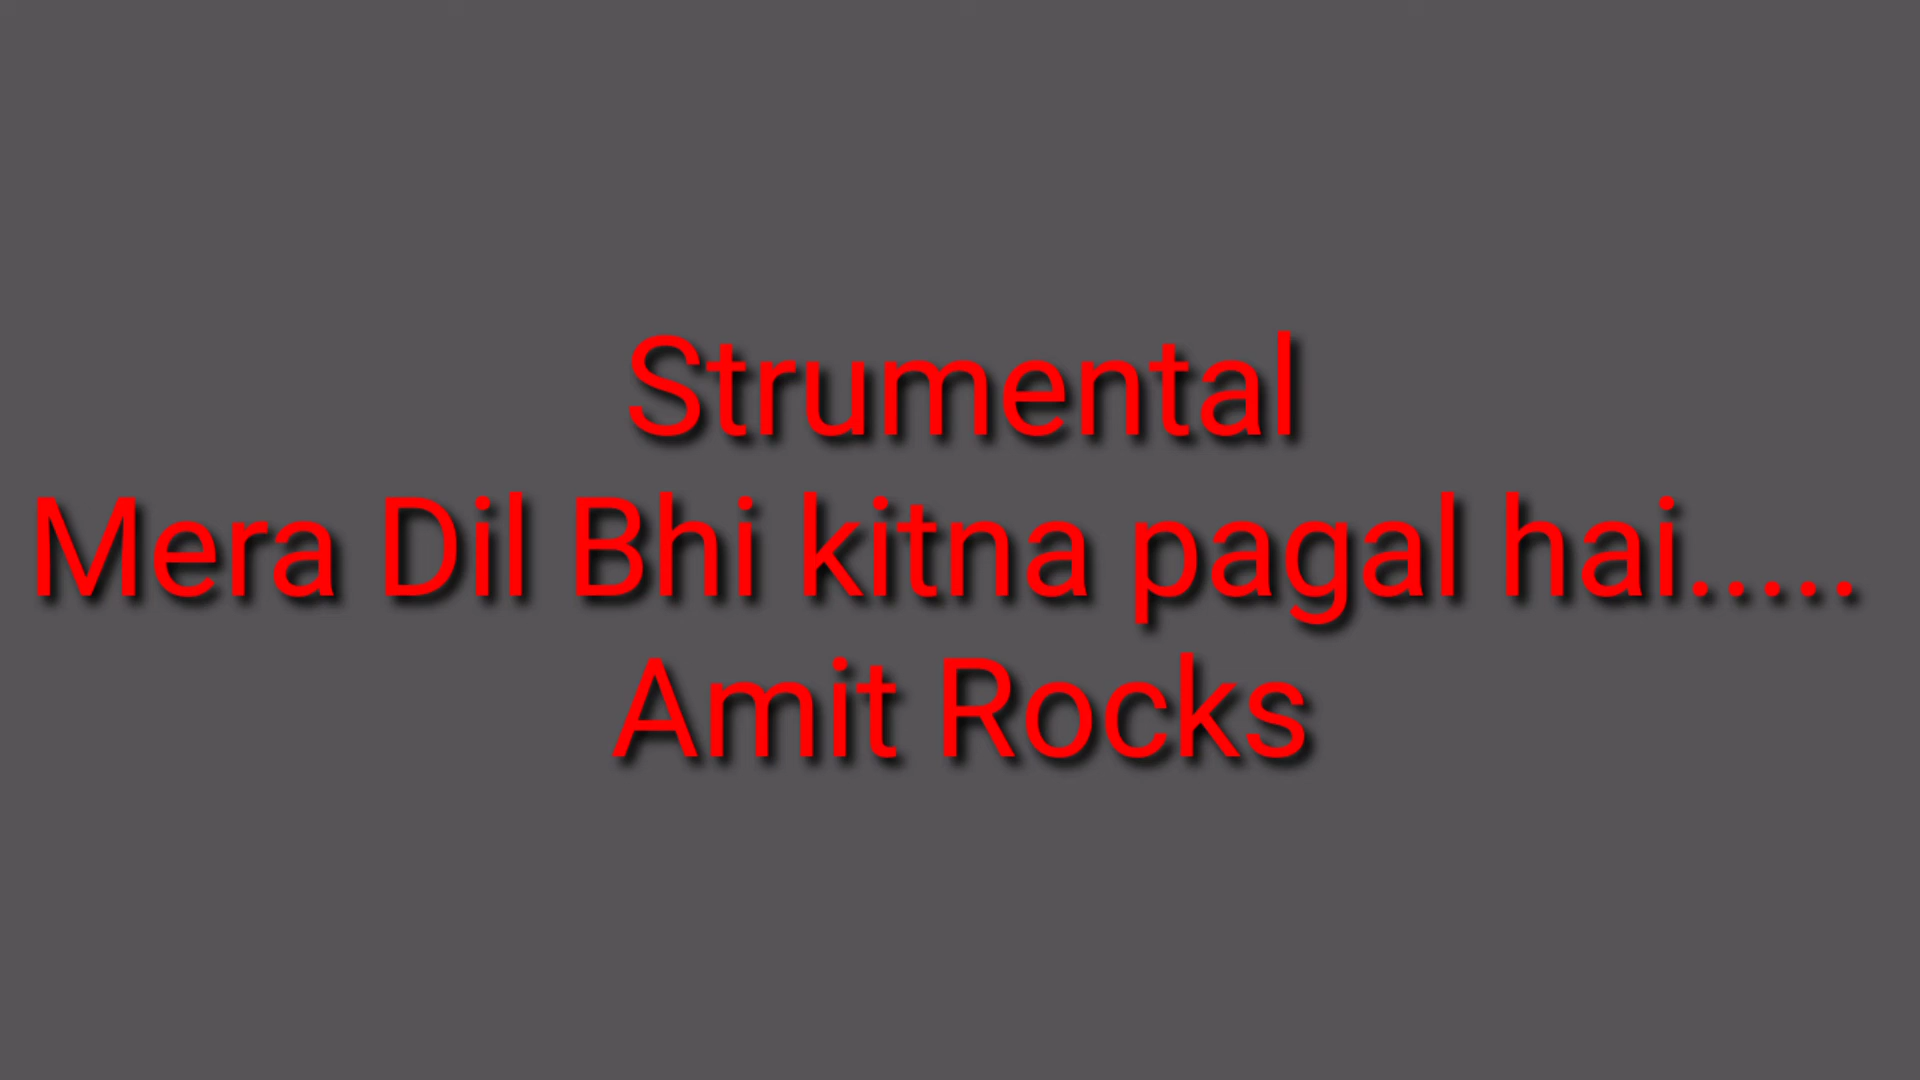 Strumental
Mera Dil Bhi kitna pagal hai.....
Amit Rocks